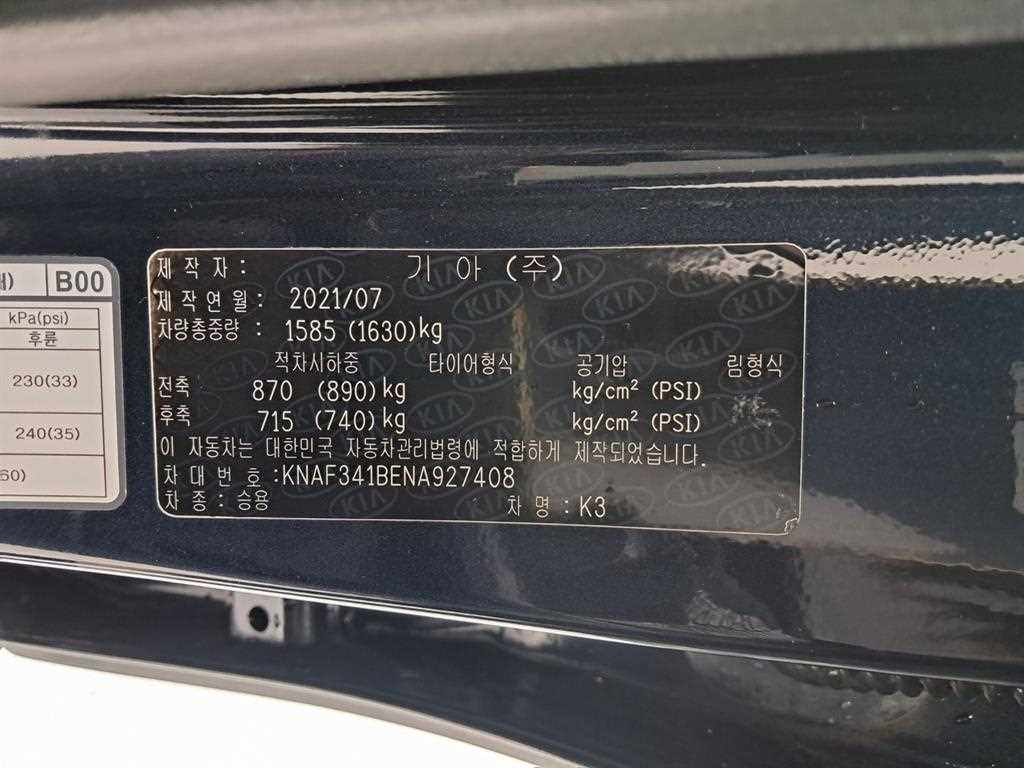 B00
kPa(psi)
후륜
230(33)
240(35)
60)
제 작 자 : 기 아 (주)
제 작 연 월 : 2021/07
차량총중량 : 1585 (1630)kg
적차시하중 타이어형식 공기압 림형식
전축 870 (890)kg kg/cm² (PSI)
후축 715 (740)kg kg/cm² (PSI)
이 자동차는 대한민국 자동차관리법령에 적합하게 제작되었습니다.
차 대 번 호 :KNAF341BENA927408
차 종 : 승용 차 명 : K3